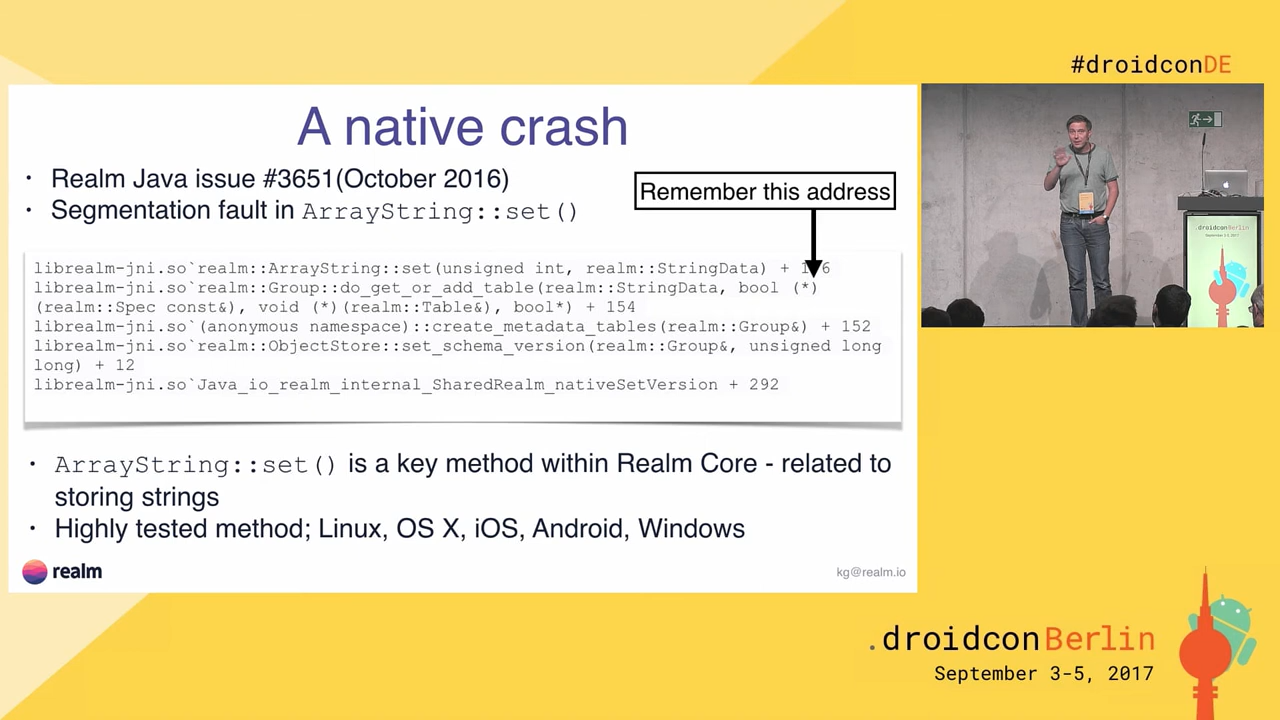 #droidconDE
A native crash
• Realm Java issue #3651(October 2016)
• Segmentation fault in ArrayString::set()
Remember this address
librealm-jni.so`realm::ArrayString::set(unsigned int, realm::StringData) +
librealm-jni.so`realm::Group::do_get_or_add_table(realm::StringData, bool (*)
(realm::Spec const&), void (*)(realm::Table&), bool*) + 154
librealm-jni.so`(anonymous namespace)::create_metadata_tables(realm::Group&) + 152
librealm-jni.so`realm::ObjectStore::set_schema_version(realm::Group&, unsigned long
long) + 12
librealm-jni.so`Java_io_realm_internal_SharedRealm_nativeSetVersion + 292
• ArrayString::set() is a key method within Realm Core - related to
storing strings
• Highly tested method; Linux, OS X, iOS, Android, Windows
realm
kg@realm.io
.droidconBerlin
.droidconBerlin
September 3-5, 2017